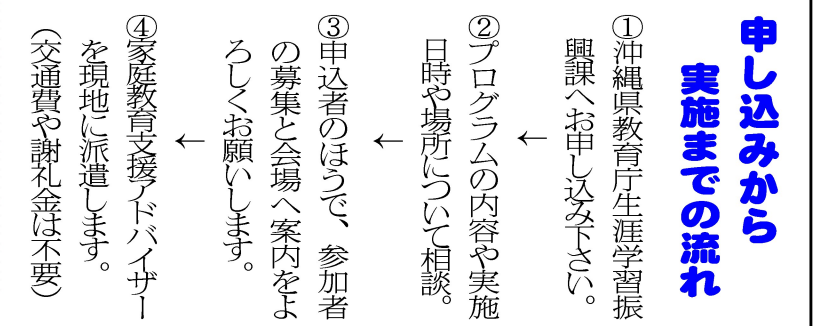 申し込みから
実施までの流れ
①沖縄県教育庁生涯学習振
興課へお申し込み下さい。
←
②プログラムの内容や実施
日時や場所について相談。
←
③申込者のほうで、参加者
の募集と会場へ案内をよ
ろしくお願いします。
←
④家庭教育支援アドバイザー
を現地に派遣します。
（交通費や謝礼金は不要）